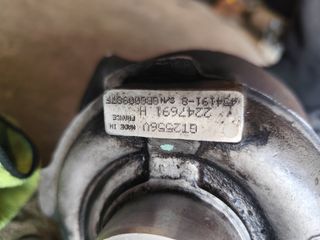 GT2556V MADE IN
2247691 H FRANCE
454191-8 S/N